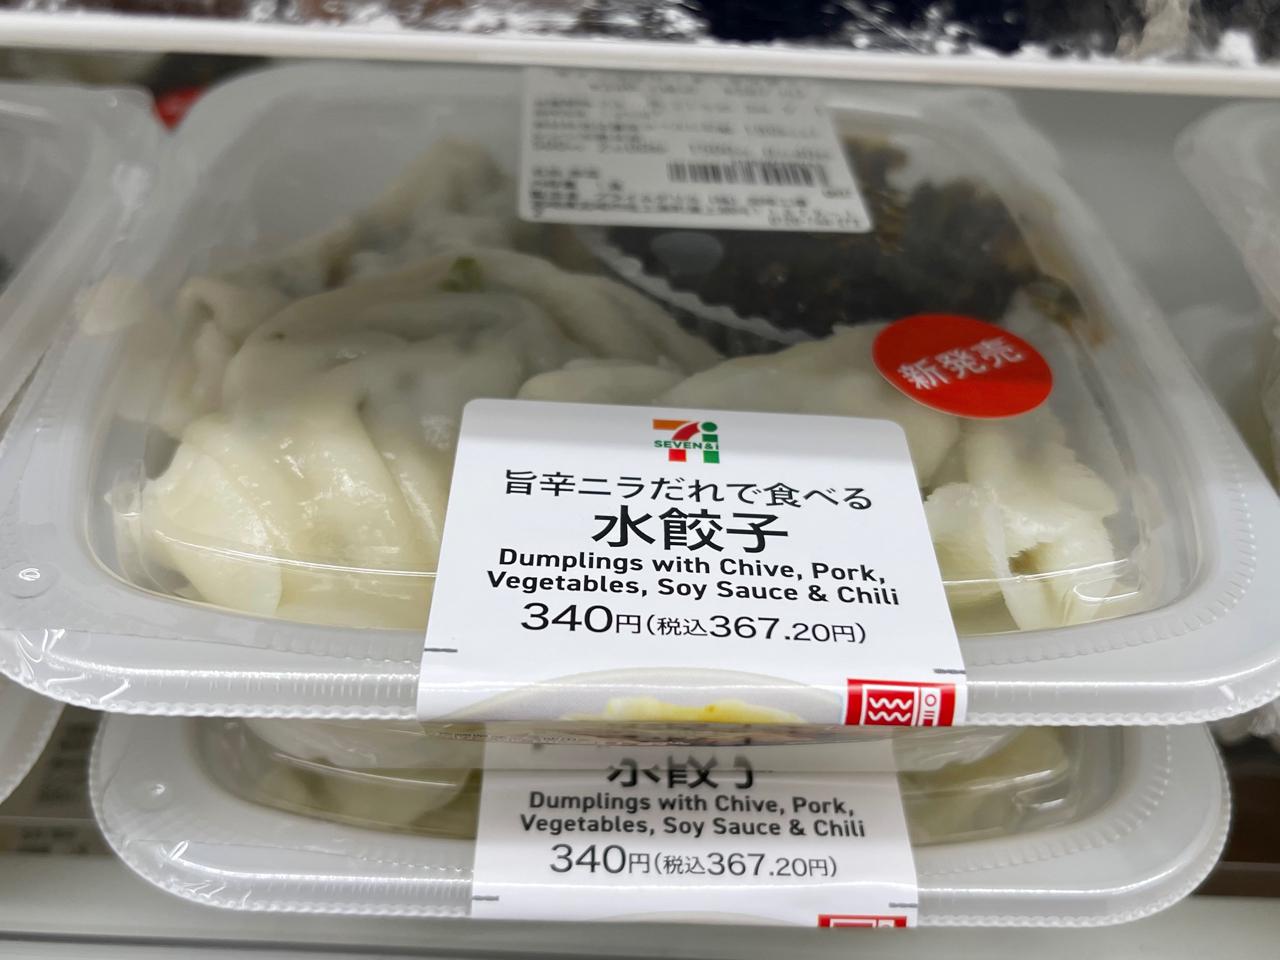 新発売
SEVEN&i
旨辛ニラだれで食べる
水餃子
Dumplings with Chive, Pork,
Vegetables, Soy Sauce & Chili
340円(税込367.20円)
水餃子
Dumplings with Chive, Pork,
Vegetables, Soy Sauce & Chili
340円(税込367.20円)